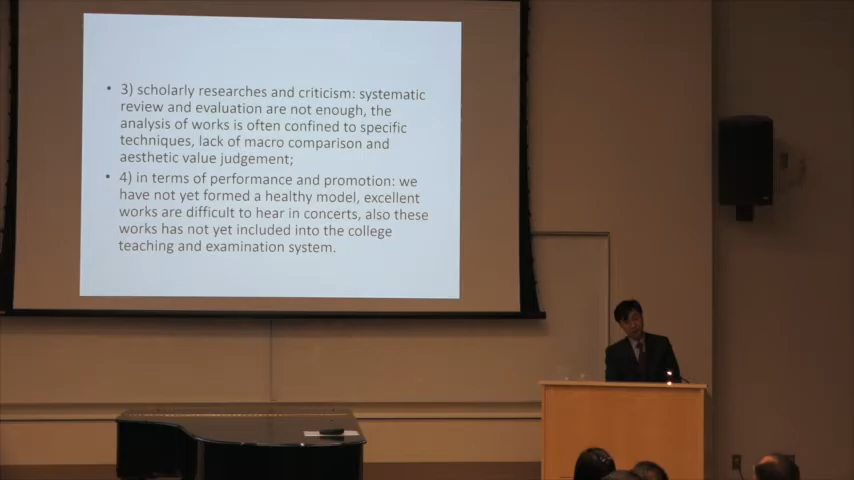 • 3) scholarly researches and criticism: systematic
review and evaluation are not enough, the
analysis of works is often confined to specific
techniques, lack of macro comparison and
aesthetic value judgement;
• 4) in terms of performance and promotion: we
have not yet formed a healthy model, excellent
works are difficult to hear in concerts, also these
works has not yet included into the college
teaching and examination system.